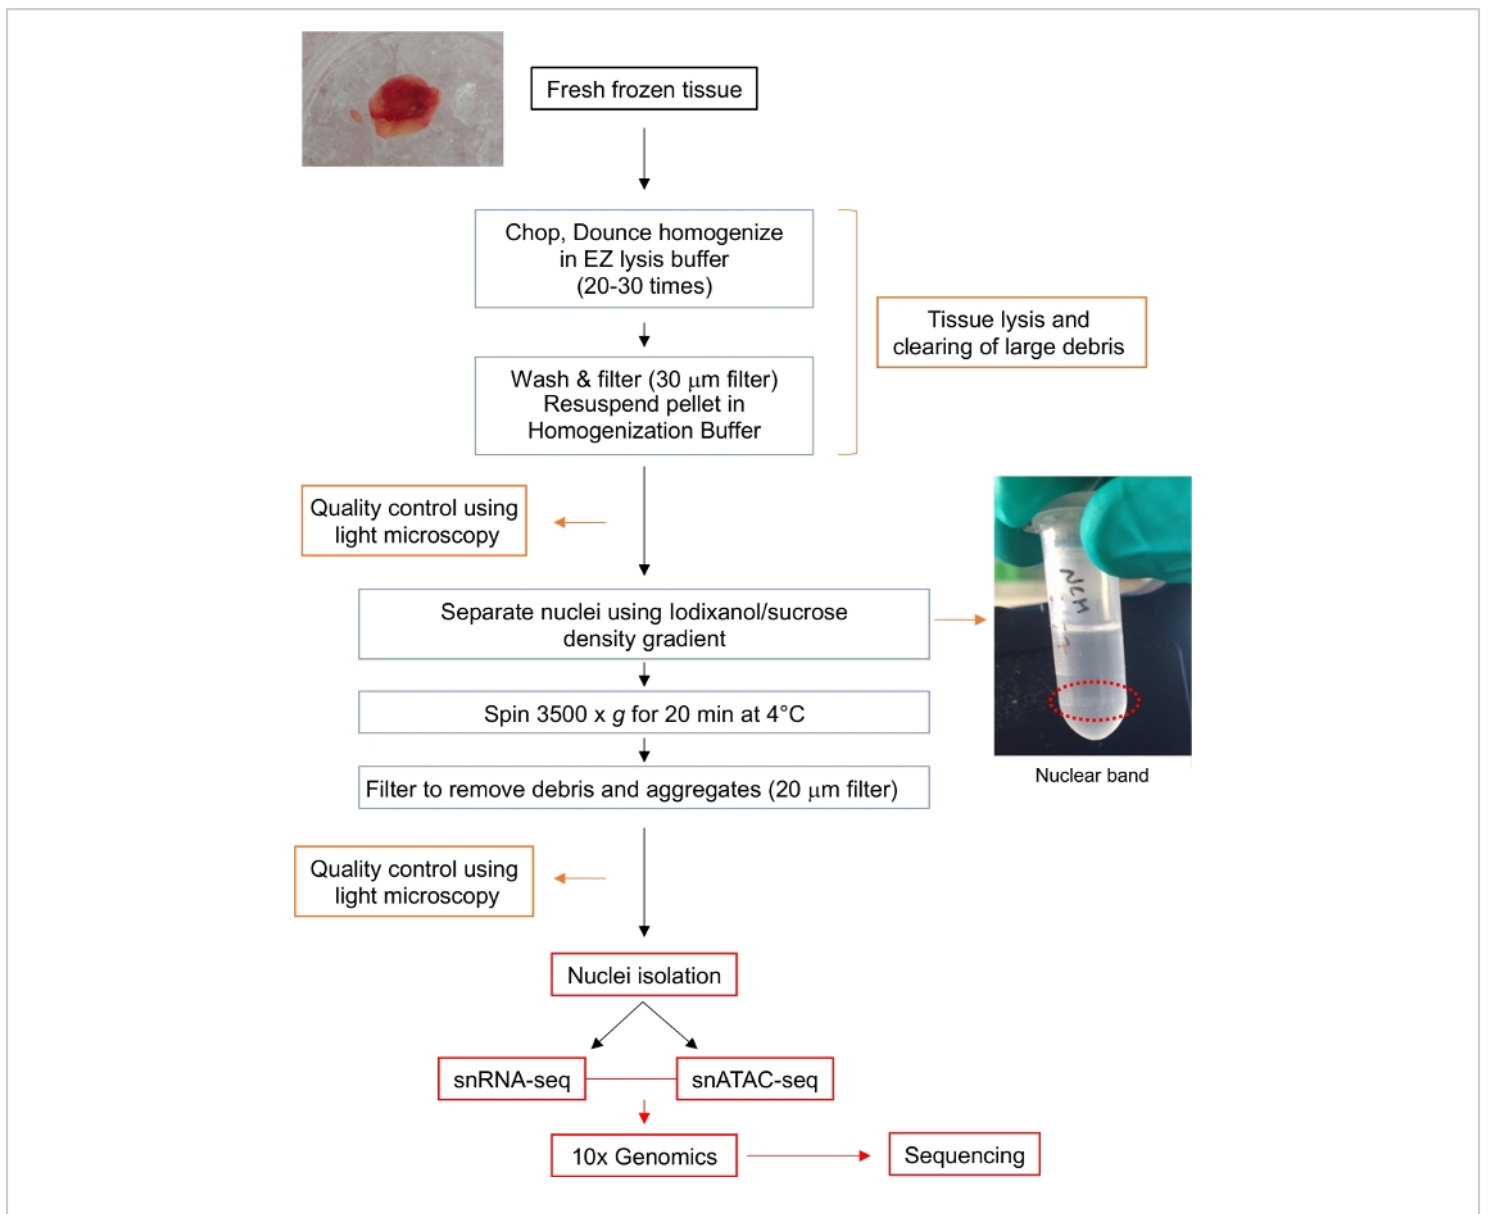 Fresh frozen tissue
Chop, Dounce homogenize
in EZ lysis buffer
(20-30 times)
Tissue lysis and
clearing of large debris
Wash & filter (30 μm filter)
Resuspend pellet in
Homogenization Buffer
Quality control using
light microscopy
NCM
Separate nuclei using Iodixanol/sucrose
density gradient
Spin 3500 x g for 20 min at 4°C
Nuclear band
Filter to remove debris and aggregates (20 μm filter)
Quality control using
light microscopy
Nuclei isolation
snRNA-seq
snATAC-seq
10x Genomics
Sequencing